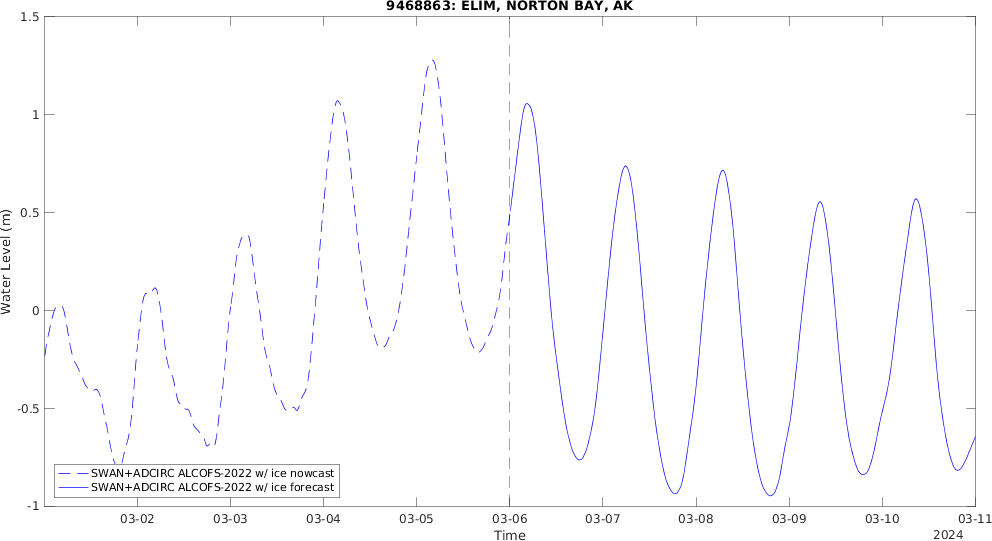 9468863: ELIM, NORTON BAY, AK
1.5
1
0.5
0
-0.5
-1
Water Level (m)
SWAN+ADCIRC ALCOFS-2022 w/ ice nowcast
SWAN+ADCIRC ALCOFS-2022 w/ ice forecast
03-02 03-03 03-04 03-05 03-06 03-07 03-08 03-09 03-10 03-11
Time
2024